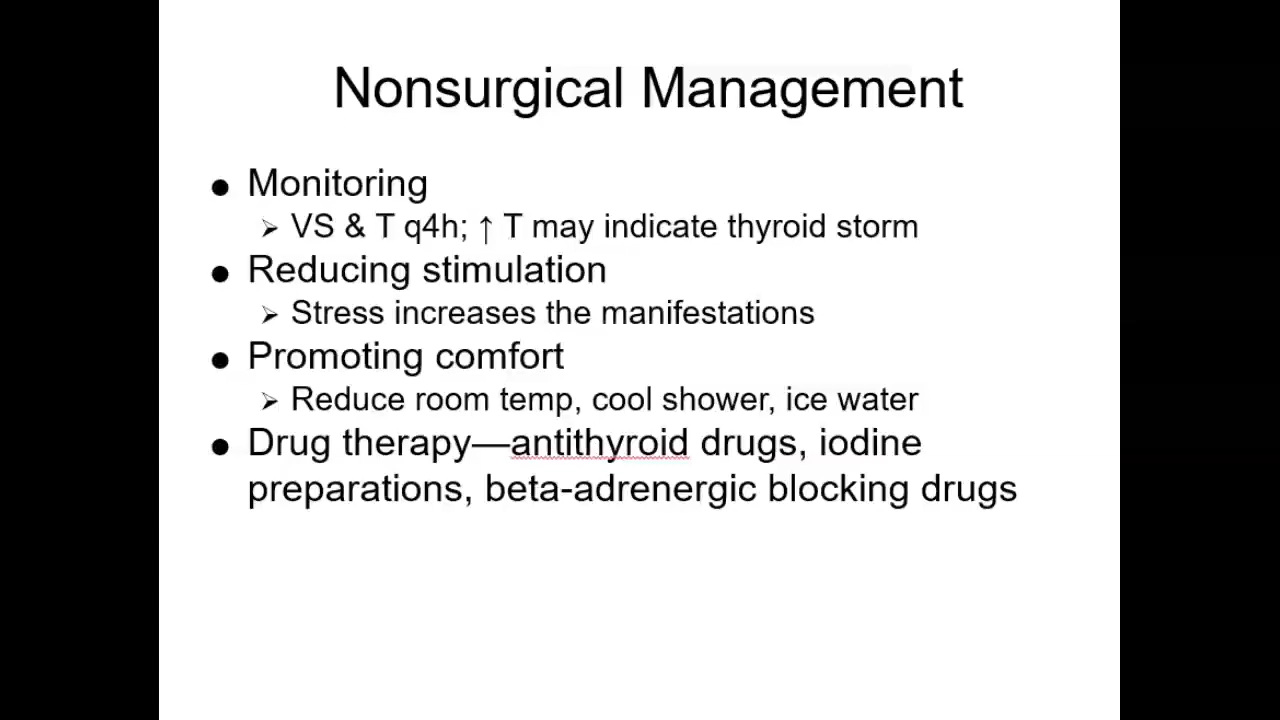 Nonsurgical Management
● Monitoring
➢ VS & T q4h; ↑ T may indicate thyroid storm
● Reducing stimulation
➢ Stress increases the manifestations
● Promoting comfort
➢ Reduce room temp, cool shower, ice water
● Drug therapy—antithyroid drugs, iodine
preparations, beta-adrenergic blocking drugs